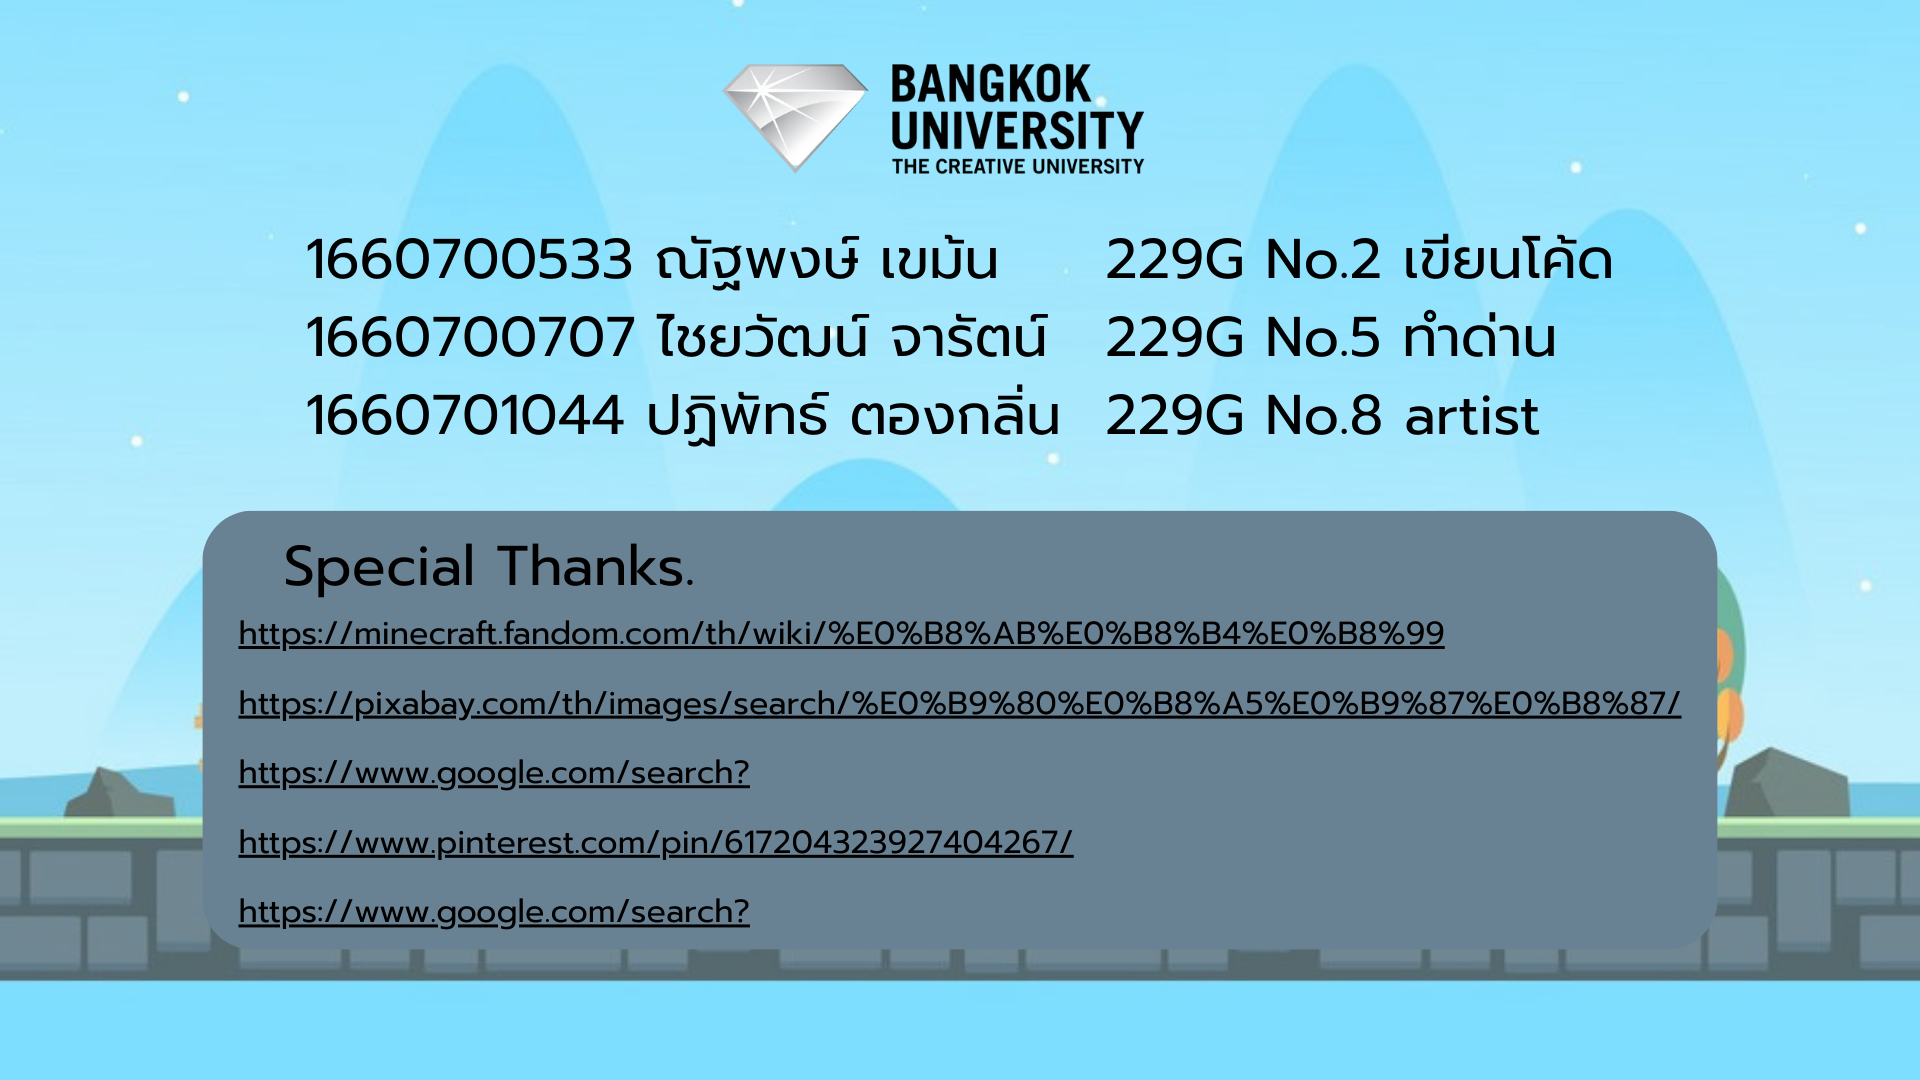 BANGKOK
UNIVERSITY
THE CREATIVE UNIVERSITY
1660700533 ณัฐพงษ์ เขม้น 229G No.2 เขียนโค้ด
1660700707 ไชยวัฒน์ จารัตน์ 229G No.5 ทำด่าน
1660701044 ปฏิพัทธ์ ตองกลิ่น 229G No.8 artist
Special Thanks.
https://minecraft.fandom.com/th/wiki/%E0%B8%AB%E0%B8%B4%E0%B8%99
https://pixabay.com/th/images/search/%E0%B9%80%E0%B8%A5%E0%B9%87%E0%B8%87/
https://www.google.com/search?
https://www.pinterest.com/pin/617204323927404267/
https://www.google.com/search?